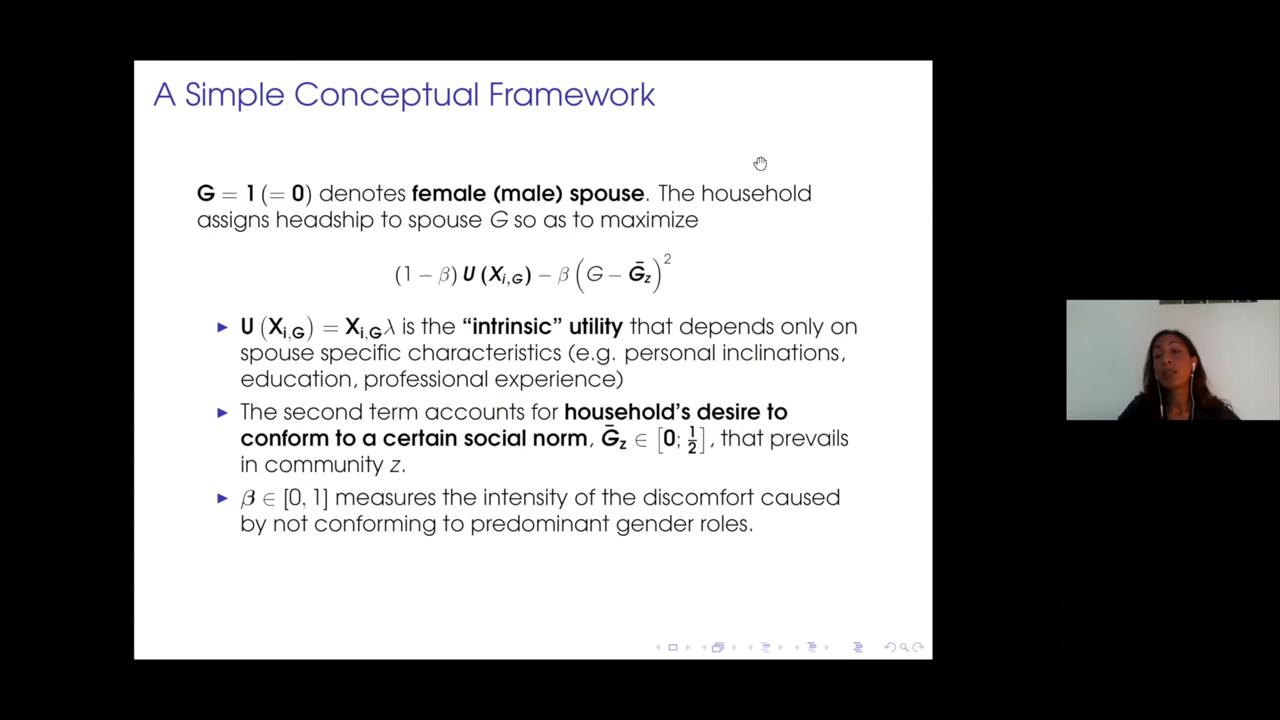 A Simple Conceptual Framework
G = 1 (= 0) denotes female (male) spouse. The household
assigns headship to spouse G so as to maximize
(1 − β) U (X_{i,G}) − β (G − Ḡ_z)^2
▶ U (X_{i,G}) = X_{i,G}λ is the “intrinsic” utility that depends only on
spouse specific characteristics (e.g. personal inclinations,
education, professional experience)
▶ The second term accounts for household’s desire to
conform to a certain social norm, Ḡ_z ∈ [0; 1/2], that prevails
in community z.
▶ β ∈ [0, 1] measures the intensity of the discomfort caused
by not conforming to predominant gender roles.